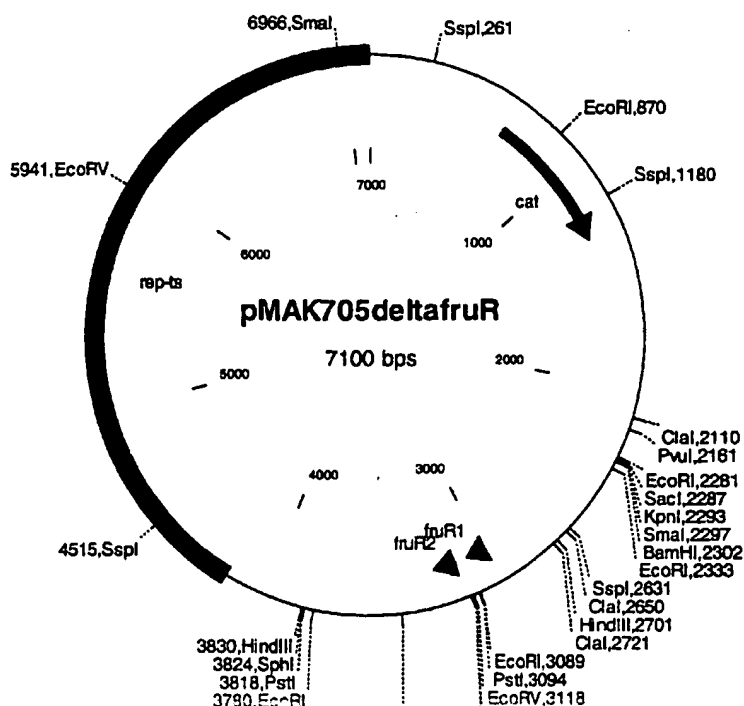 6966,SmaI
SspI,261
EcoRI,870
5941,EcoRV
SspI,1180
7000
cat
1000
6000
rep-ts
pMAK705deltafruR
7100 bps
2000
5000
ClaI,2110
PvuI,2161
4000
3000
EcoRI,2281
SacI,2287
KpnI,2293
SmaI,2297
BamHI,2302
EcoRI,2333
fruR1
fruR2
4515,SspI
SspI,2631
ClaI,2650
HindIII,2701
ClaI,2721
3830,HindIII
3824,SphI
3818,PstI
3790,EcoRI
EcoRI,3089
PstI,3094
EcoRV,3118